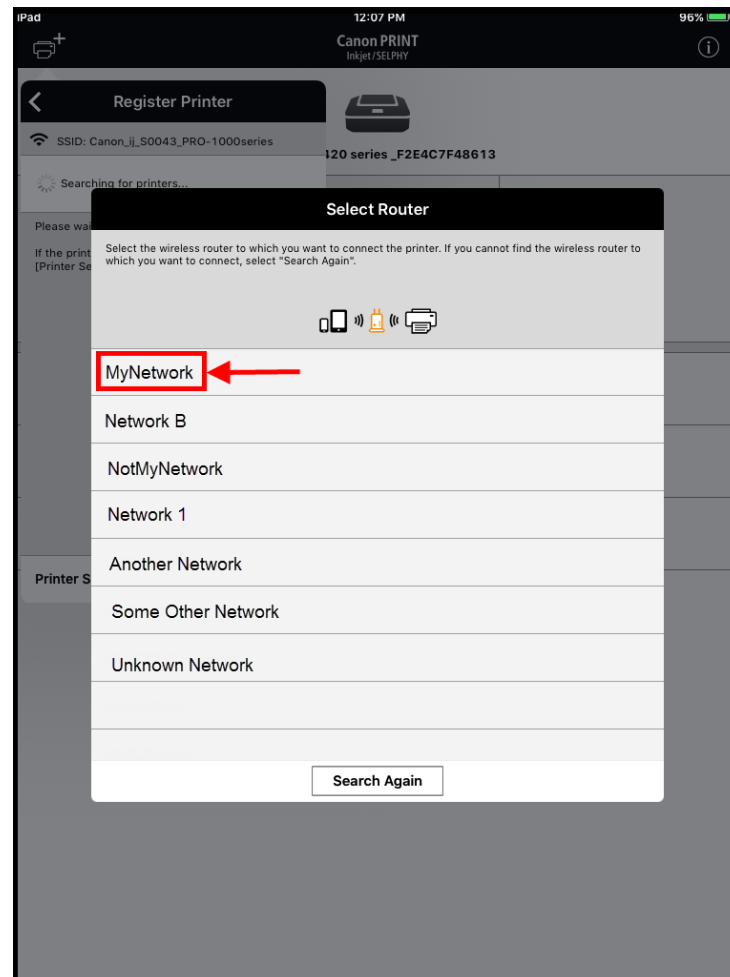 iPad 12:07 PM 96%
Canon PRINT
Inkjet/SELPHY
Register Printer
SSID: Canon_ij_S0043_PRO-1000series
420 series _F2E4C7F48613
Searching for printers...
Please wai
If the print
[Printer Se
Select Router
Select the wireless router to which you want to connect the printer. If you cannot find the wireless router to
which you want to connect, select "Search Again".
MyNetwork
Network B
NotMyNetwork
Network 1
Another Network
Some Other Network
Unknown Network
Printer S
Search Again